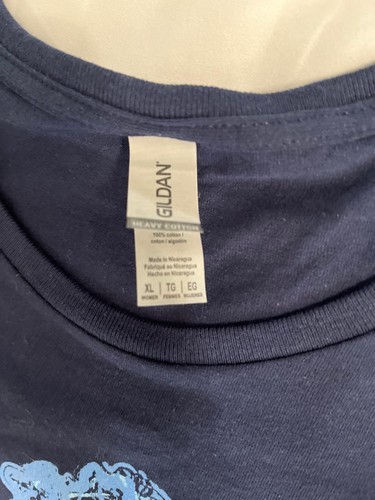 GILDAN®
HEAVY COTTON
100% cotton /
cotton / algodón
Made in Nicaragua
Fabriqué au Nicaragua
Hecho en Nicaragua
XL TG EG
WOMEN FEMMES MUJERES